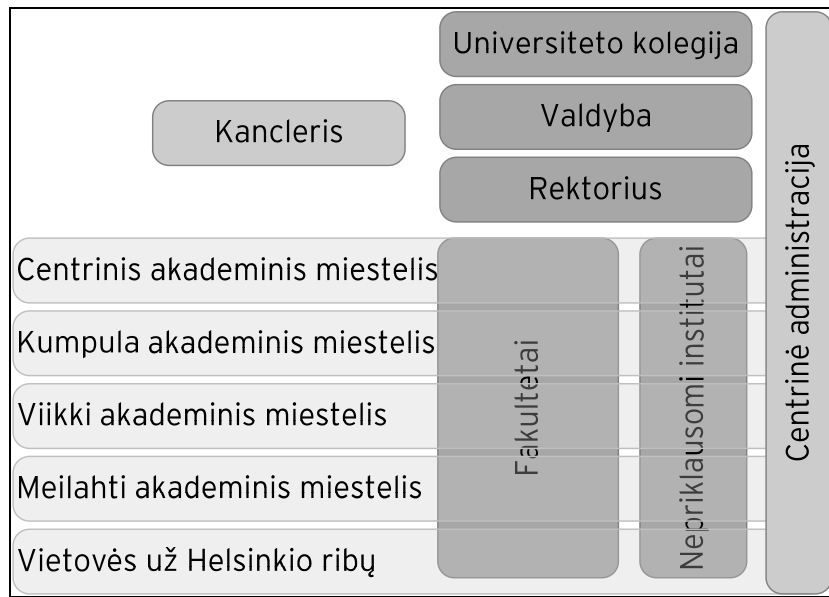 Universiteto kolegija
Valdyba
Kancleris
Rektorius
Centrinis akademinis miestelis
Kumpula akademinis miestelis
Viikki akademinis miestelis
Meilahti akademinis miestelis
Vietovės už Helsinkio ribų
Fakultetai
Nepriklausomi institutai
Centrinė administracija